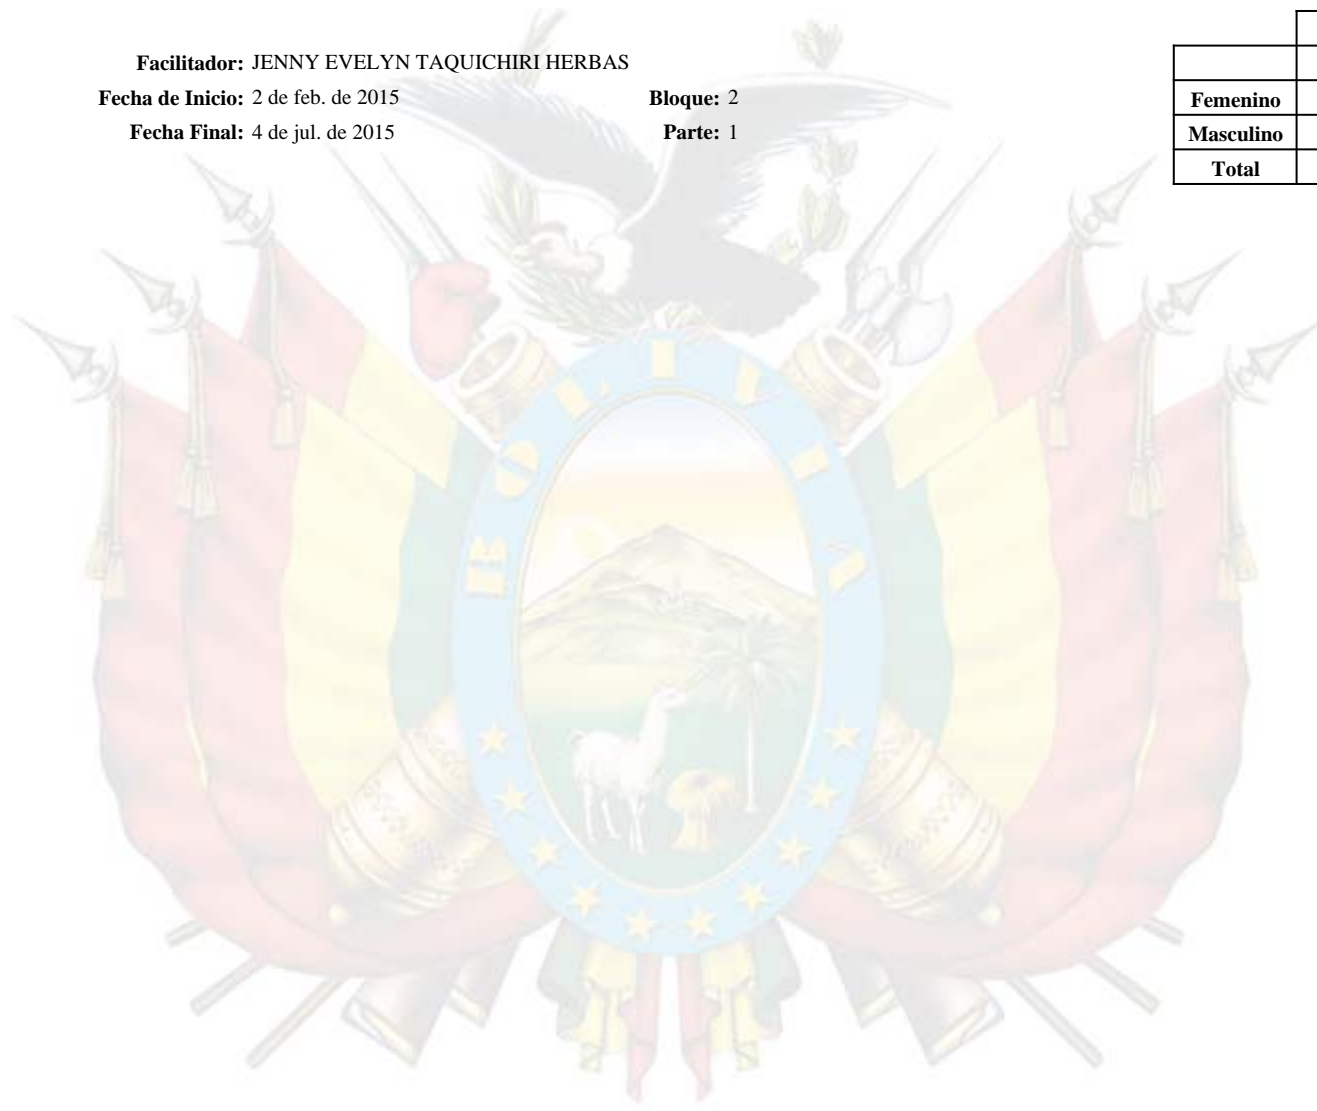 Facilitador: JENNY EVELYN TAQUICHIRI HERBAS
Fecha de Inicio: 2 de feb. de 2015 Bloque: 2
Fecha Final: 4 de jul. de 2015 Parte: 1
Femenino
Masculino
Total
BOLIVIA